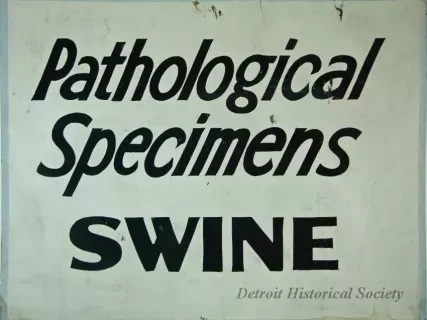 Pathological
Specimens
SWINE
Detroit Historical Society